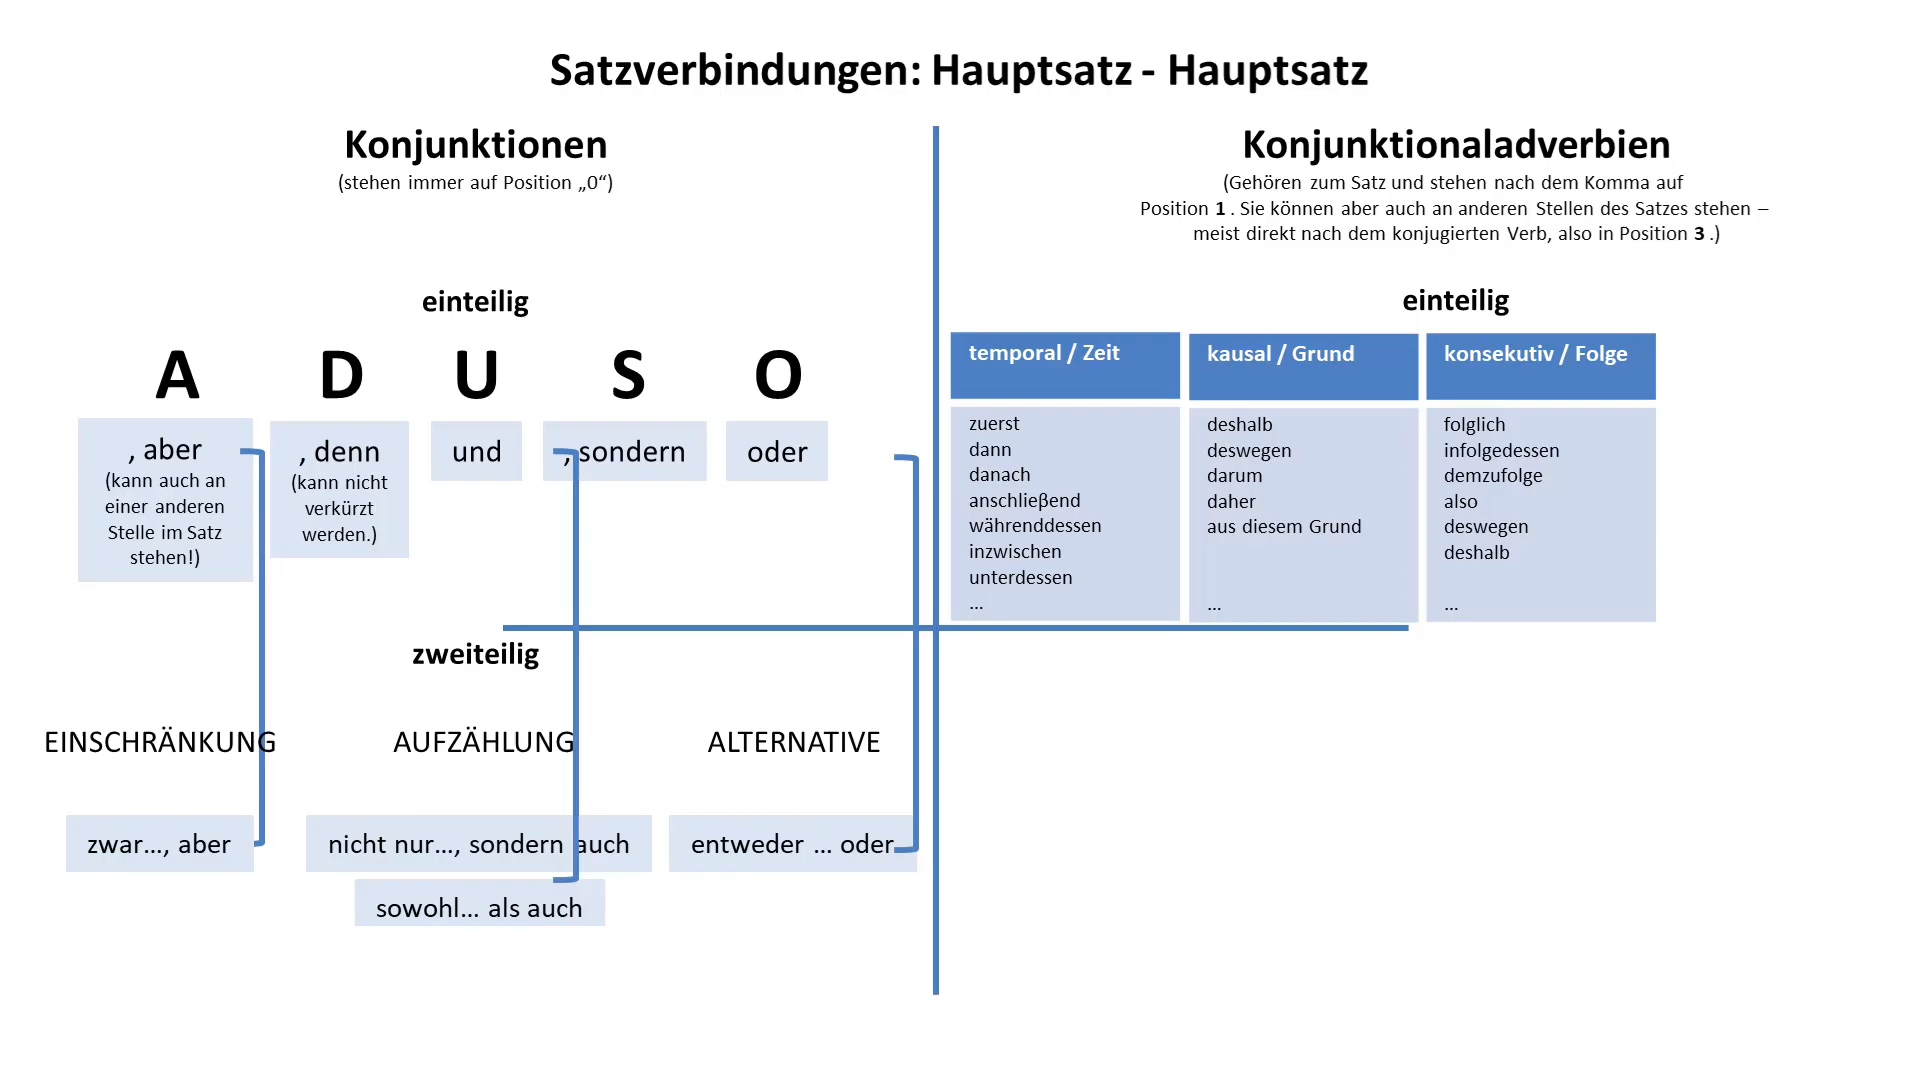 Satzverbindungen: Hauptsatz - Hauptsatz
Konjunktionen
(stehen immer auf Position „0“)
einteilig
A D U S O
, aber
(kann auch an
einer anderen
Stelle im Satz
stehen!)
, denn
(kann nicht
verkürzt
werden.)
und
, sondern
oder
zweiteilig
EINSCHRÄNKUNG
AUFZÄHLUNG
ALTERNATIVE
zwar..., aber
nicht nur..., sondern auch
entweder ... oder
sowohl... als auch
Konjunktionaladverbien
(Gehören zum Satz und stehen nach dem Komma auf
Position 1 . Sie können aber auch an anderen Stellen des Satzes stehen –
meist direkt nach dem konjugierten Verb, also in Position 3 .)
einteilig
temporal / Zeit
zuerst
dann
danach
anschlieβend
währenddessen
inzwischen
unterdessen
...
kausal / Grund
deshalb
deswegen
darum
daher
aus diesem Grund
...
konsekutiv / Folge
folglich
infolgedessen
demzufolge
also
deswegen
deshalb
...